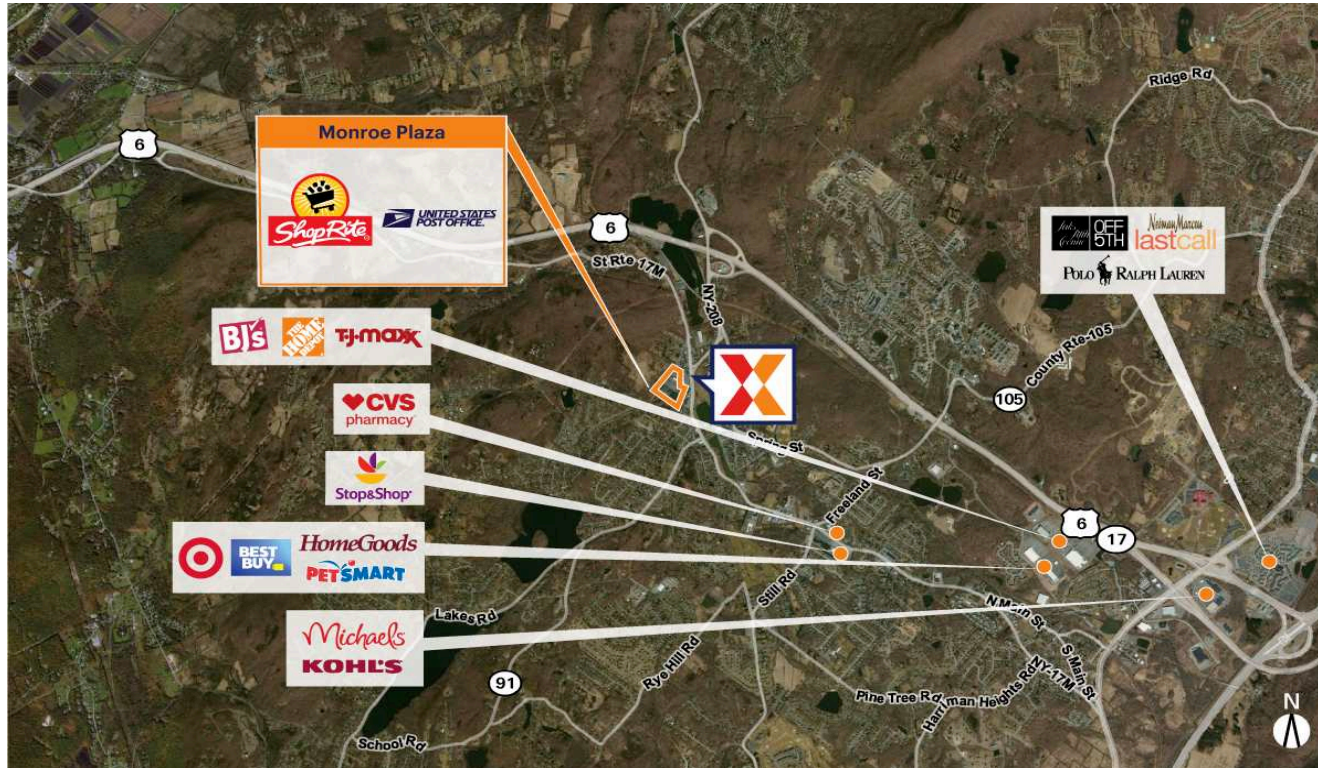 Monroe Plaza
ShopRite
UNITED STATES
POST OFFICE.
6
6
St Rte-17M
NY-208
Ridge Rd
Saks Fifth
Avenue
OFF
5TH
Neiman Marcus
lastcall
POLO RALPH LAUREN
BJ's
THE
HOME
DEPOT
T·J·maxx
CVS
pharmacy
Stop&Shop
BEST
BUY
HomeGoods
PETSMART
Michaels
KOHL'S
County Rte-105
105
Spring St
Freeland St
6
17
Still Rd
N Main St
S Main St.
NY-17M
Lakes Rd
Rye Hill Rd
91
Pine Tree Rd
Harriman Heights Rd
School Rd
N